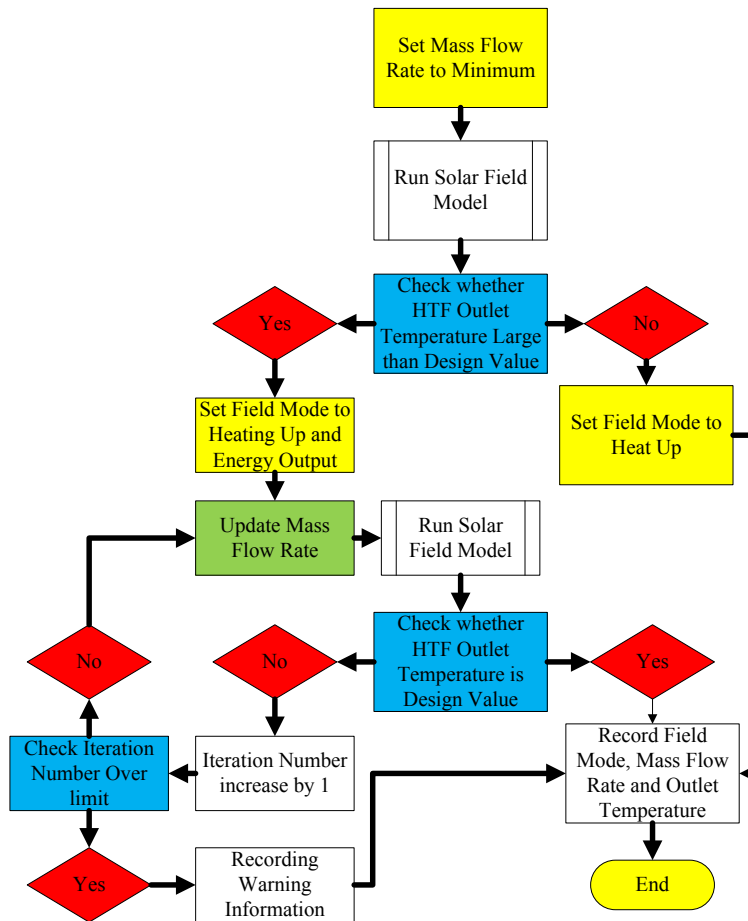 Set Mass Flow
Rate to Minimum
Run Solar Field
Model
Check whether
HTF Outlet
Temperature Large
than Design Value
Yes
No
Set Field Mode to
Heating Up and
Energy Output
Set Field Mode to
Heat Up
Update Mass
Flow Rate
Run Solar
Field Model
Check whether
HTF Outlet
Temperature is
Design Value
No
No
Yes
Iteration Number
increase by 1
Check Iteration
Number Over
limit
Record Field
Mode, Mass Flow
Rate and Outlet
Temperature
Yes
Recording
Warning
Information
End